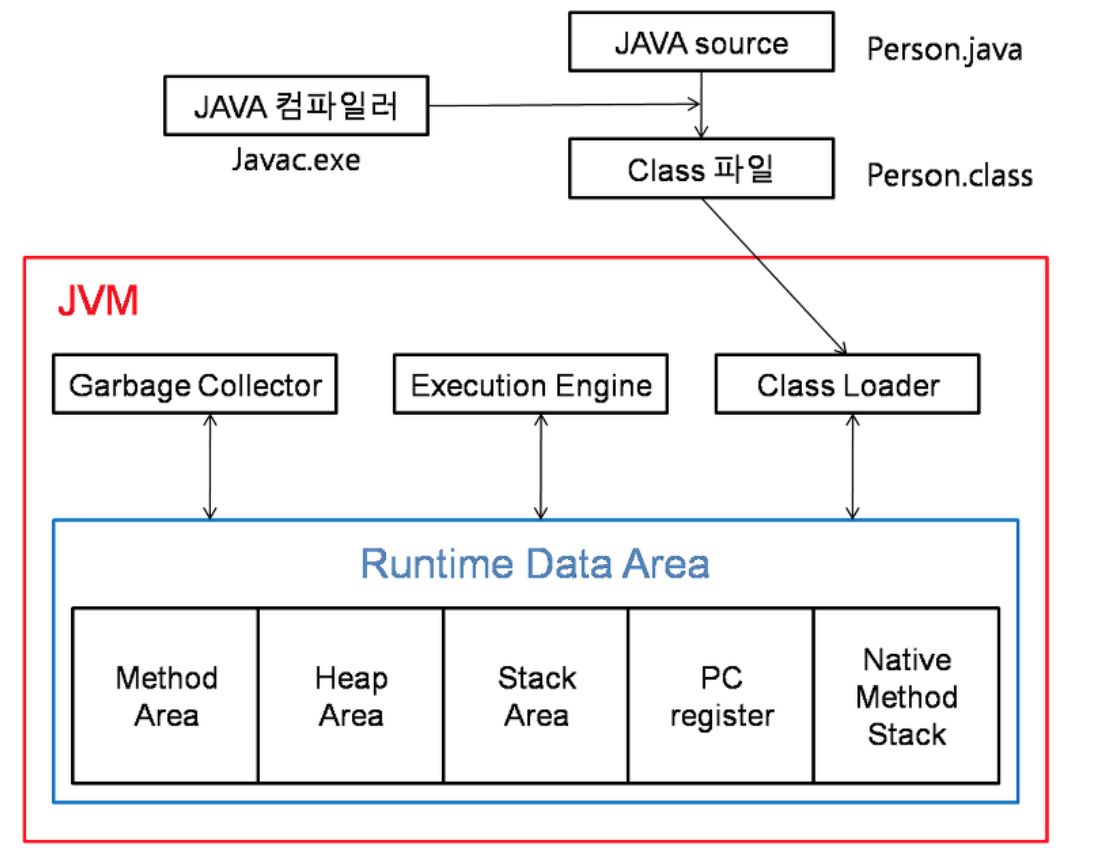 JAVA source
Person.java
JAVA 컴파일러
Javac.exe
Class 파일
Person.class
JVM
Garbage Collector
Execution Engine
Class Loader
Runtime Data Area
Method
Area
Heap
Area
Stack
Area
PC
register
Native
Method
Stack